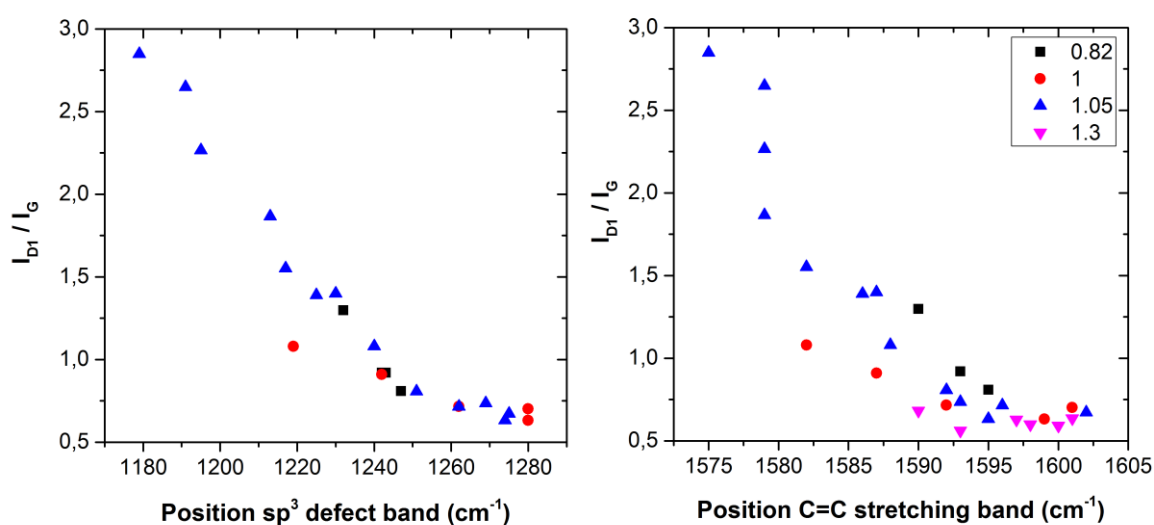 3,0
2,5
2,0
1,5
1,0
0,5
I_D1 / I_G
1180 1200 1220 1240 1260 1280
Position sp³ defect band (cm⁻¹)
3,0
2,5
2,0
1,5
1,0
0,5
I_D1 / I_G
0.82
1
1.05
1.3
1575 1580 1585 1590 1595 1600 1605
Position C=C stretching band (cm⁻¹)